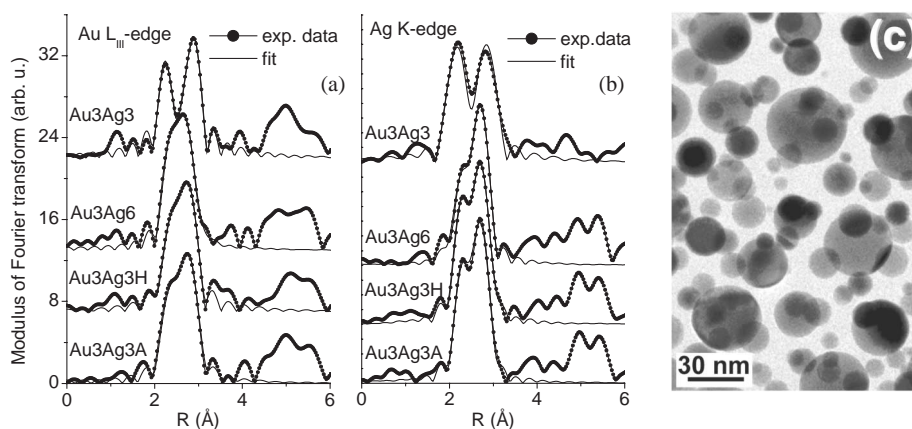 Modulus of Fourier transform (arb. u.)
32
24
16
8
0
Au L_III-edge
exp. data
fit
(a)
Au3Ag3
Au3Ag6
Au3Ag3H
Au3Ag3A
0 2 4 6
R (Å)
Ag K-edge
exp.data
fit
(b)
Au3Ag3
Au3Ag6
Au3Ag3H
Au3Ag3A
0 2 4 6
R (Å)
(c)
30 nm